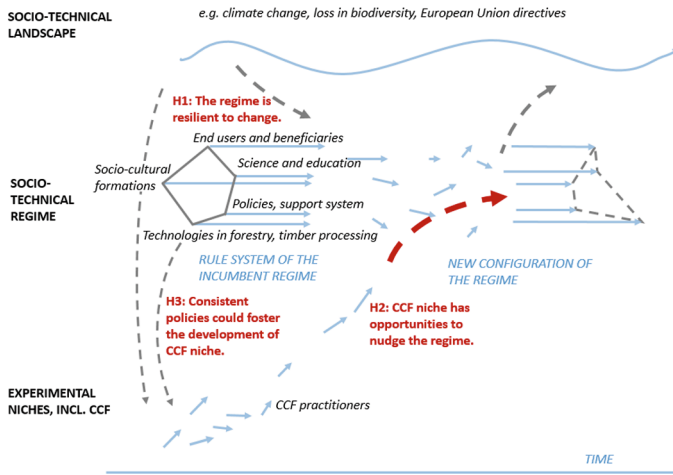 SOCIO-TECHNICAL
LANDSCAPE
e.g. climate change, loss in biodiversity, European Union directives
H1: The regime is
resilient to change.
End users and beneficiaries
Science and education
Socio-cultural
formations
SOCIO-
TECHNICAL
REGIME
Policies, support system
Technologies in forestry, timber processing
RULE SYSTEM OF THE
INCUMBENT REGIME
NEW CONFIGURATION OF
THE REGIME
H3: Consistent
policies could foster
the development of
CCF niche.
H2: CCF niche has
opportunities to
nudge the regime.
EXPERIMENTAL
NICHES, INCL. CCF
CCF practitioners
TIME